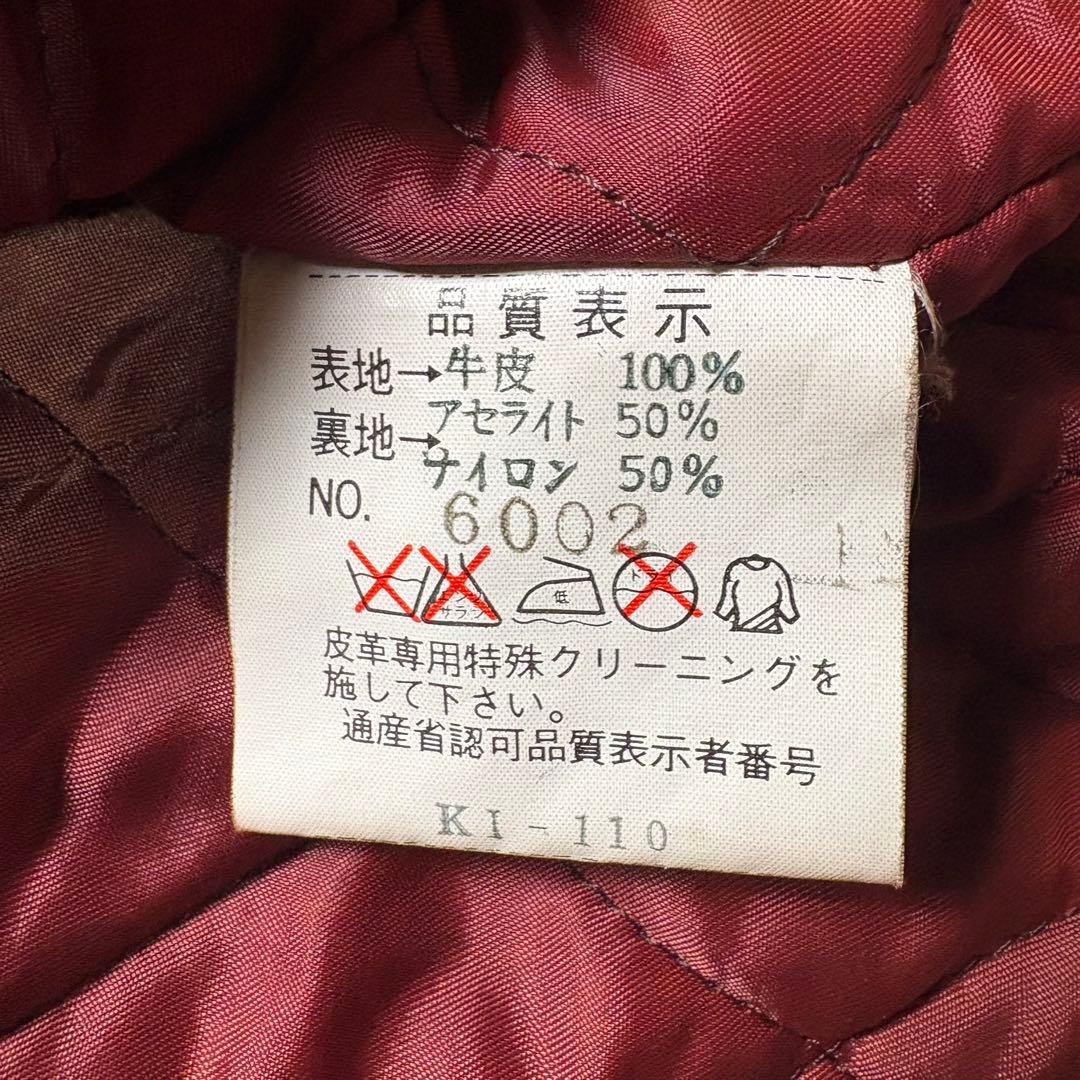 品質表示
表地→牛皮 100%
裏地→アセライト 50%
ナイロン 50%
NO. 6002
低
皮革専用特殊クリーニングを
施して下さい。
通産省認可品質表示者番号
KI-110